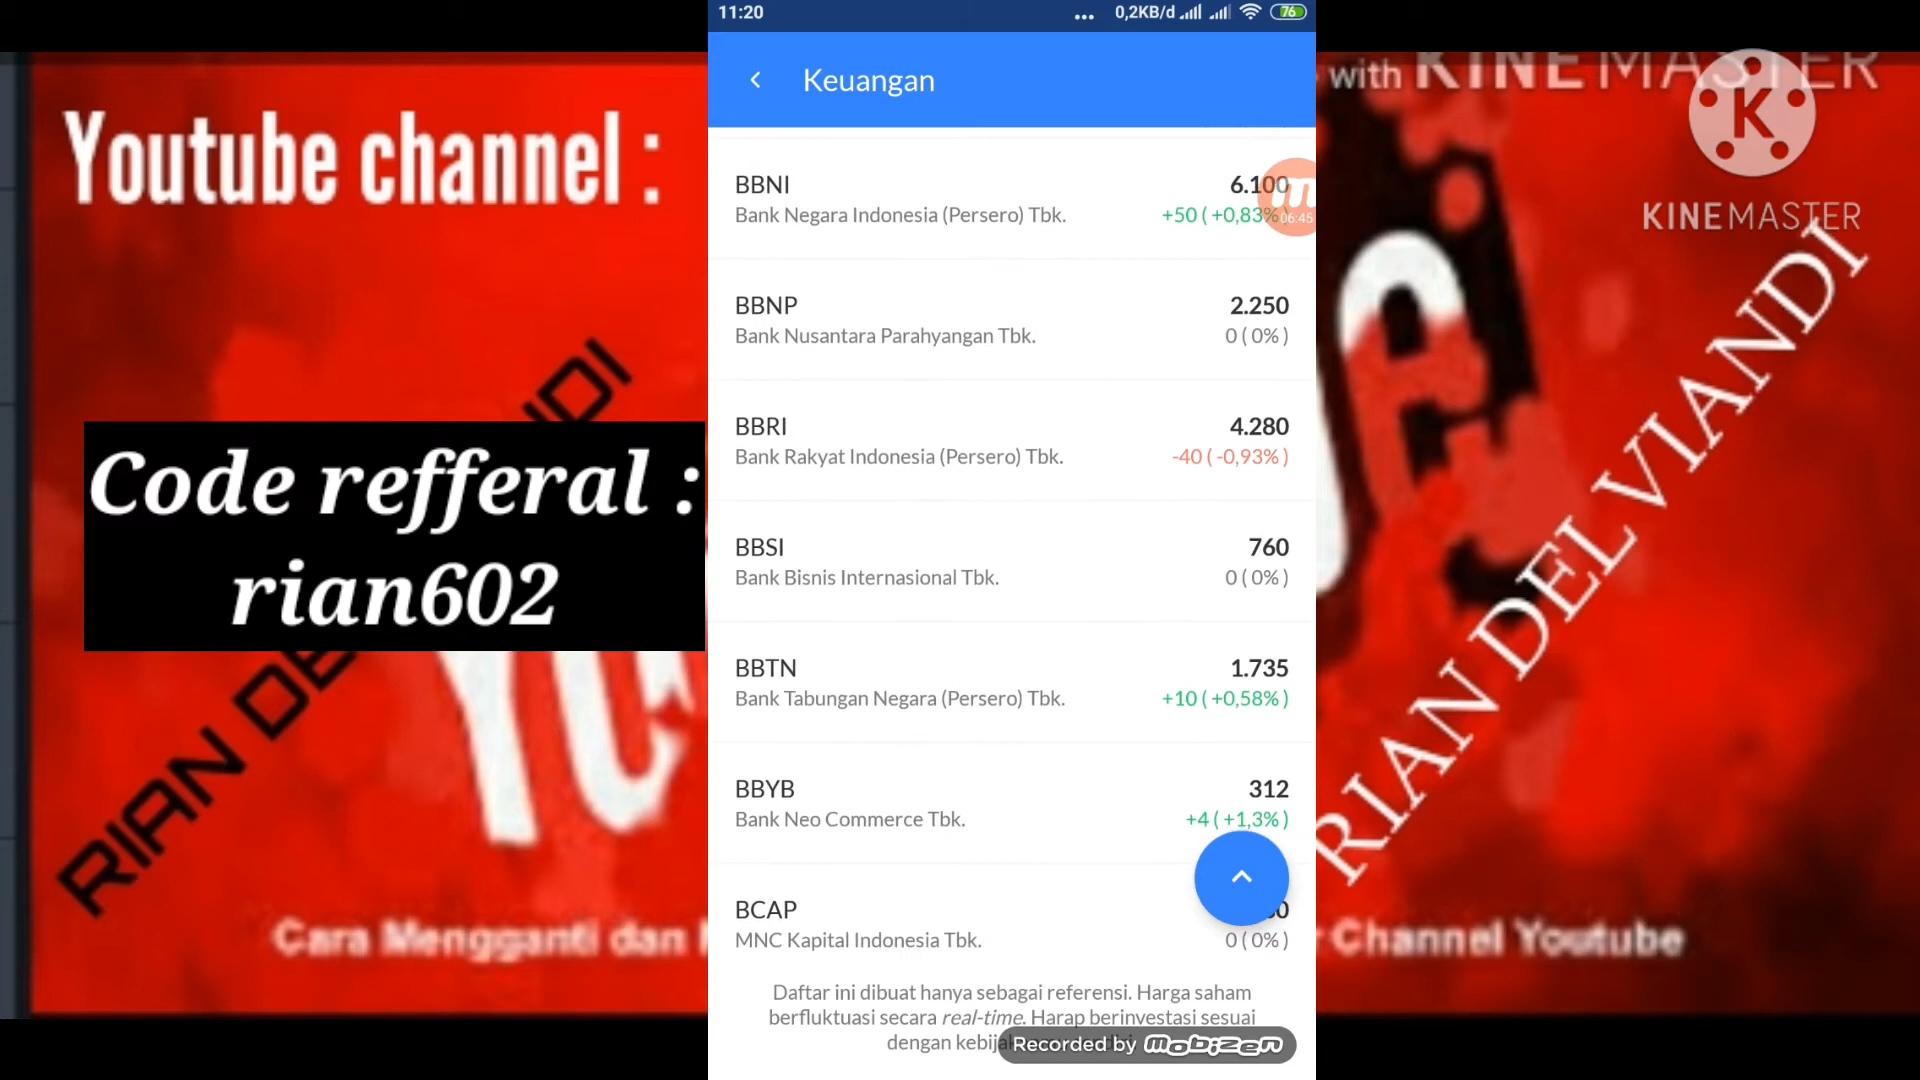 11:20
... 0,2KB/d 76
Keuangan
BBNI 6.100
Bank Negara Indonesia (Persero) Tbk. +50 ( +0,83% )
06:45
BBNP 2.250
Bank Nusantara Parahyangan Tbk. 0 ( 0% )
BBRI 4.280
Bank Rakyat Indonesia (Persero) Tbk. -40 ( -0,93% )
BBSI 760
Bank Bisnis Internasional Tbk. 0 ( 0% )
BBTN 1.735
Bank Tabungan Negara (Persero) Tbk. +10 ( +0,58% )
BBYB 312
Bank Neo Commerce Tbk. +4 ( +1,3% )
BCAP
MNC Kapital Indonesia Tbk. 0 ( 0% )
Daftar ini dibuat hanya sebagai referensi. Harga saham
berfluktuasi secara real-time. Harap berinvestasi sesuai
dengan
Recorded by Mobizen
Youtube channel :
Code refferal :
rian602
RIAN
Cara Mengganti dan
with KINEMASTER
KINEMASTER
RIAN DELVIANDI
Channel Youtube